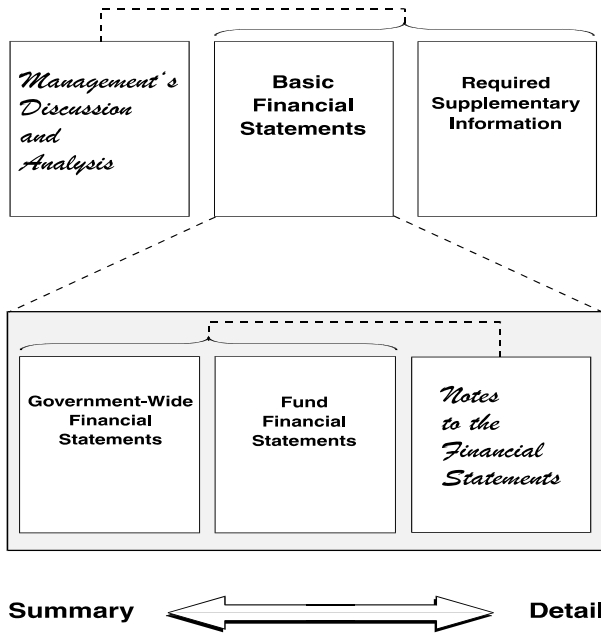 Management's
Discussion
and
Analysis
Basic
Financial
Statements
Required
Supplementary
Information
Government-Wide
Financial
Statements
Fund
Financial
Statements
Notes
to the
Financial
Statements
Summary
Detail